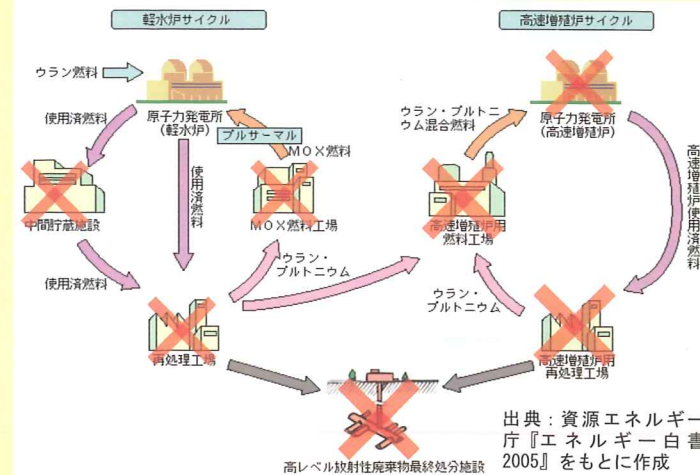 軽水炉サイクル
高速増殖炉サイクル
ウラン燃料
原子力発電所
(軽水炉)
使用済燃料
プルサーマル
MOX燃料
使用済燃料
中間貯蔵施設
MOX燃料工場
使用済燃料
ウラン・
プルトニウム
再処理工場
ウラン・プルトニ
ウム混合燃料
原子力発電所
(高速増殖炉)
高速増殖炉使用済燃料
高速増殖炉用
燃料工場
ウラン・
プルトニウム
高速増殖炉用
再処理工場
高レベル放射性廃棄物最終処分施設
出典：資源エネルギー
庁『エネルギー白書
2005』をもとに作成